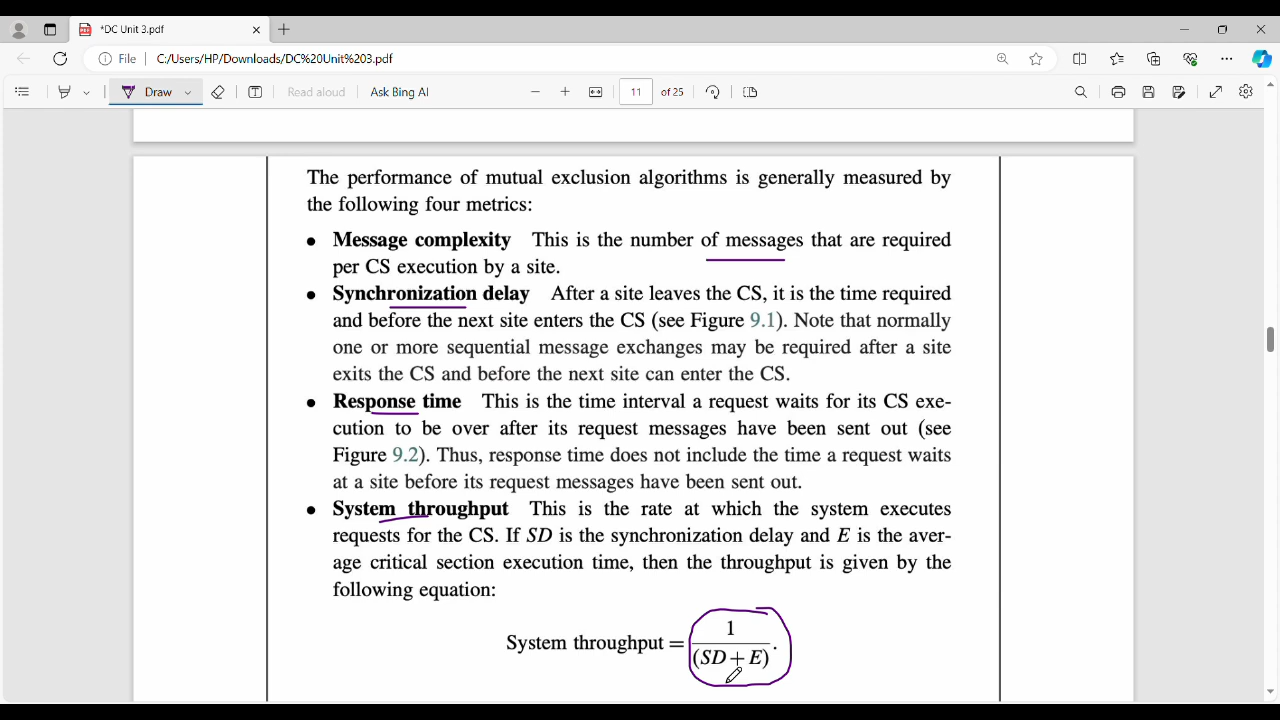 *DC Unit 3.pdf
File
C:/Users/HP/Downloads/DC%20Unit%203.pdf
Draw
Read aloud
Ask Bing AI
11 of 25
The performance of mutual exclusion algorithms is generally measured by
the following four metrics:
• Message complexity This is the number of messages that are required
per CS execution by a site.
• Synchronization delay After a site leaves the CS, it is the time required
and before the next site enters the CS (see Figure 9.1). Note that normally
one or more sequential message exchanges may be required after a site
exits the CS and before the next site can enter the CS.
• Response time This is the time interval a request waits for its CS exe-
cution to be over after its request messages have been sent out (see
Figure 9.2). Thus, response time does not include the time a request waits
at a site before its request messages have been sent out.
• System throughput This is the rate at which the system executes
requests for the CS. If SD is the synchronization delay and E is the aver-
age critical section execution time, then the throughput is given by the
following equation:
System throughput = 1/(SD + E).